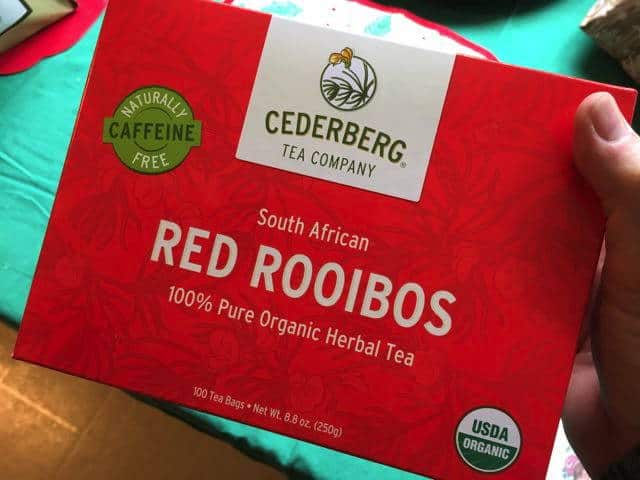 NATURALLY
CAFFEINE
FREE
CEDERBERG®
TEA COMPANY
South African
RED ROOIBOS
100% Pure Organic Herbal Tea
100 Tea Bags • Net Wt. 8.8 oz. (250g)
USDA
ORGANIC